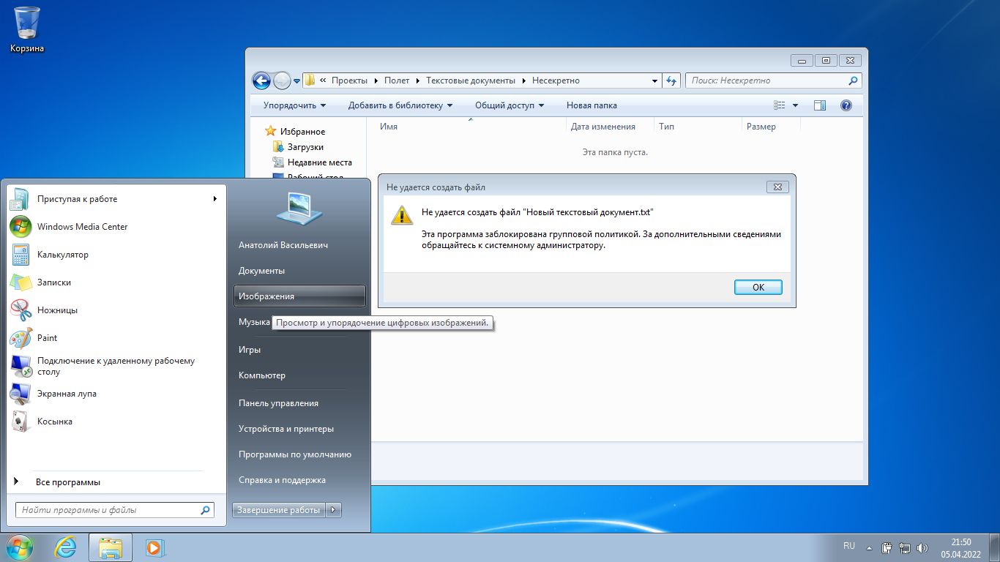 Корзина
« Проекты Полет Текстовые документы Несекретно
Поиск: Несекретно
Упорядочить Добавить в библиотеку Общий доступ Новая папка
Имя Дата изменения Тип Размер
Эта папка пуста.
Избранное
Загрузки
Недавние места
Рабочий стол
Не удается создать файл
Не удается создать файл "Новый текстовый документ.txt"
Эта программа заблокирована групповой политикой. За дополнительными сведениями
обращайтесь к системному администратору.
OK
Приступая к работе
Windows Media Center
Калькулятор
Записки
Ножницы
Paint
Подключение к удаленному рабочему
столу
Экранная лупа
Косынка
Все программы
Найти программы и файлы
Анатолий Васильевич
Документы
Изображения
Музыка
Просмотр и упорядочение цифровых изображений.
Игры
Компьютер
Панель управления
Устройства и принтеры
Программы по умолчанию
Справка и поддержка
Завершение работы
RU
21:50
05.04.2022